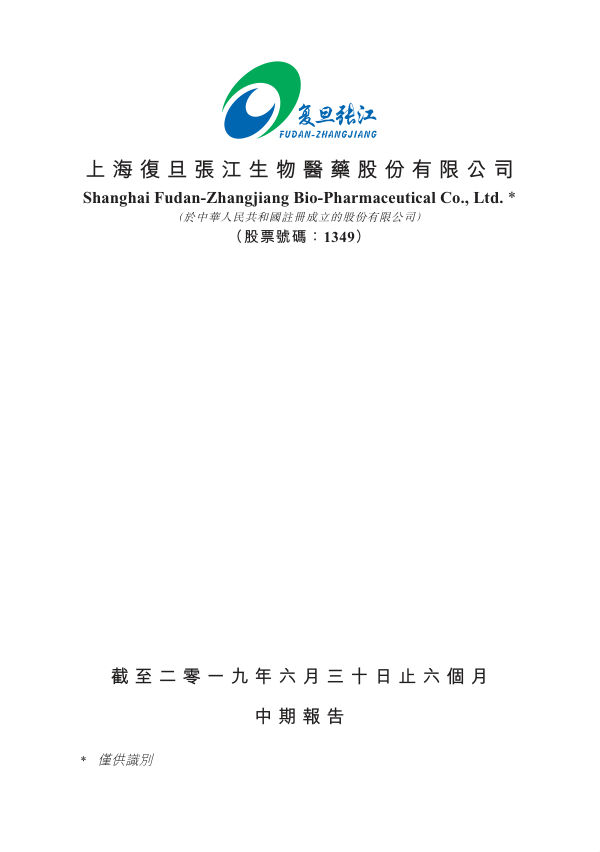 复旦张江
FUDAN-ZHANGJIANG
上海復旦張江生物醫藥股份有限公司
Shanghai Fudan-Zhangjiang Bio-Pharmaceutical Co., Ltd. *
（於中華人民共和國註冊成立的股份有限公司）
（股票號碼：1349）
截至二零一九年六月三十日止六個月
中期報告
* 僅供識別